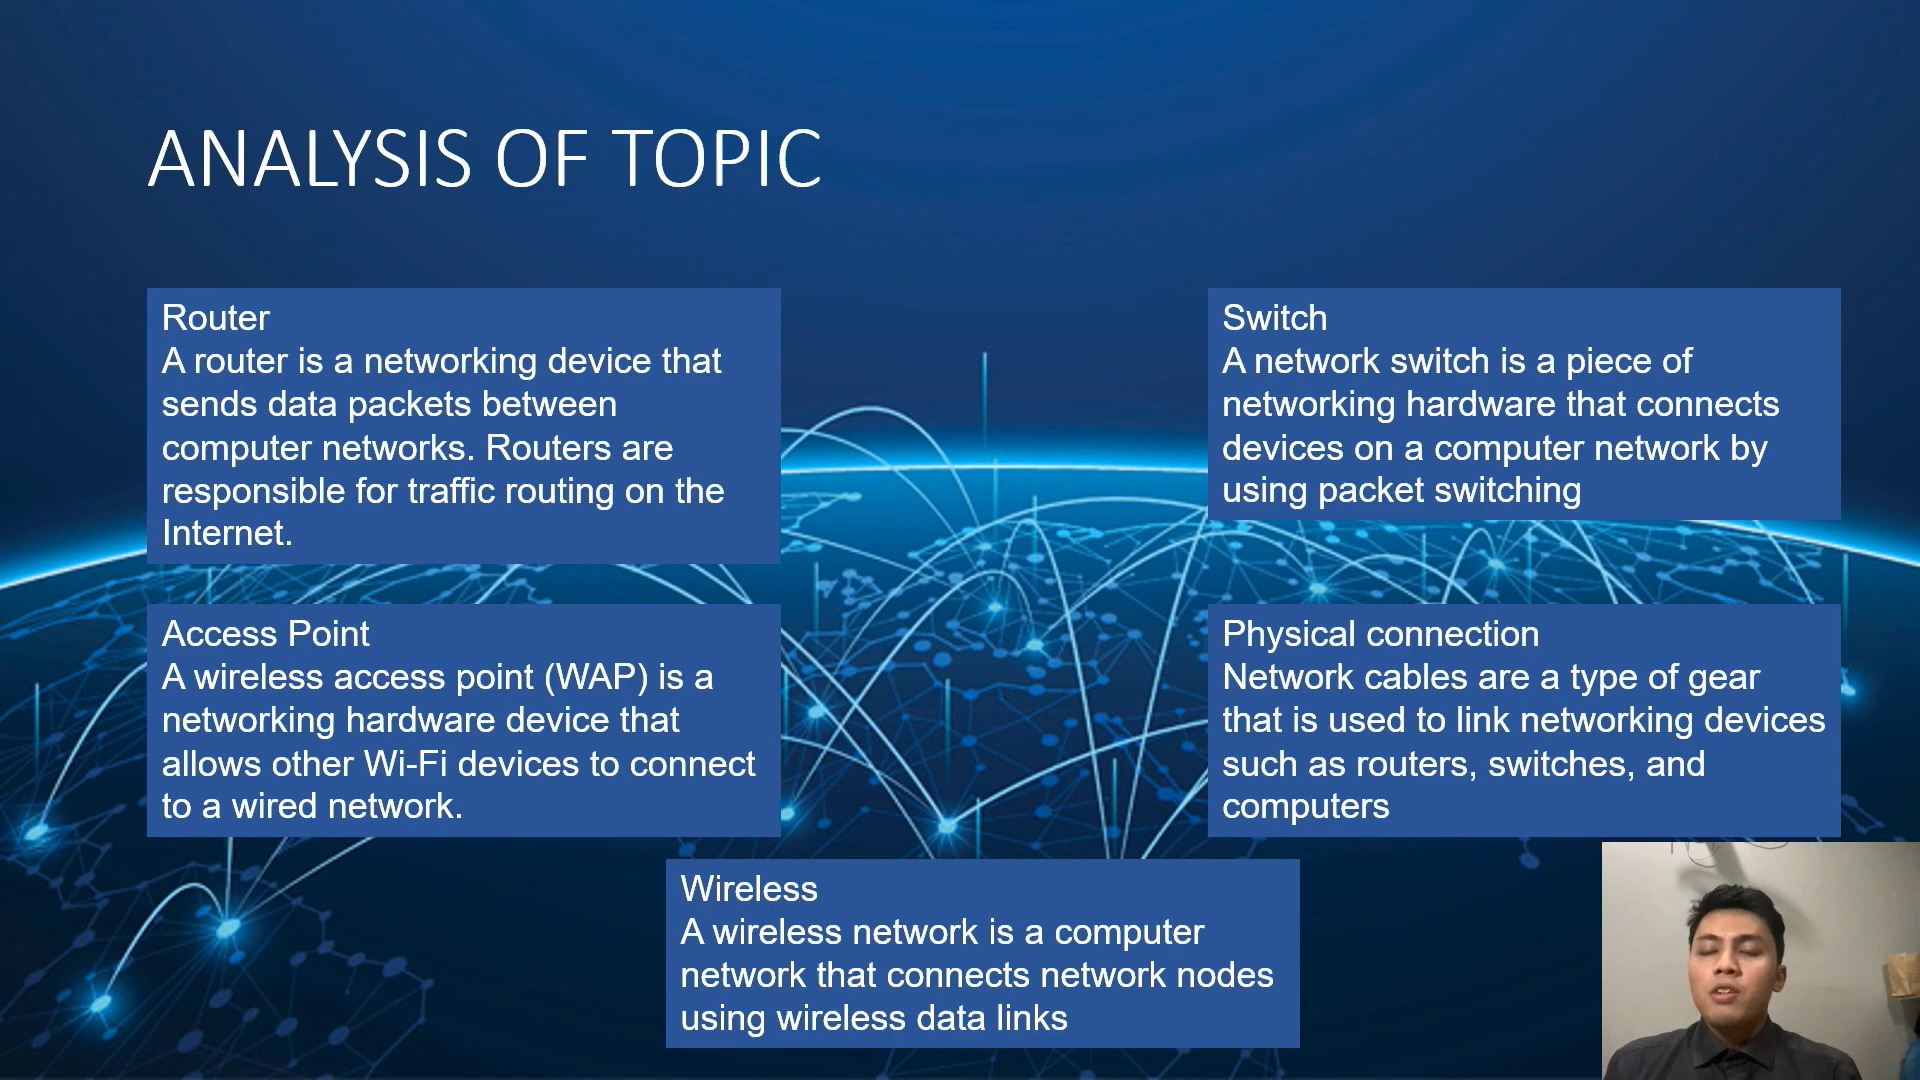 ANALYSIS OF TOPIC
Router
A router is a networking device that
sends data packets between
computer networks. Routers are
responsible for traffic routing on the
Internet.
Switch
A network switch is a piece of
networking hardware that connects
devices on a computer network by
using packet switching
Access Point
A wireless access point (WAP) is a
networking hardware device that
allows other Wi-Fi devices to connect
to a wired network.
Physical connection
Network cables are a type of gear
that is used to link networking devices
such as routers, switches, and
computers
Wireless
A wireless network is a computer
network that connects network nodes
using wireless data links